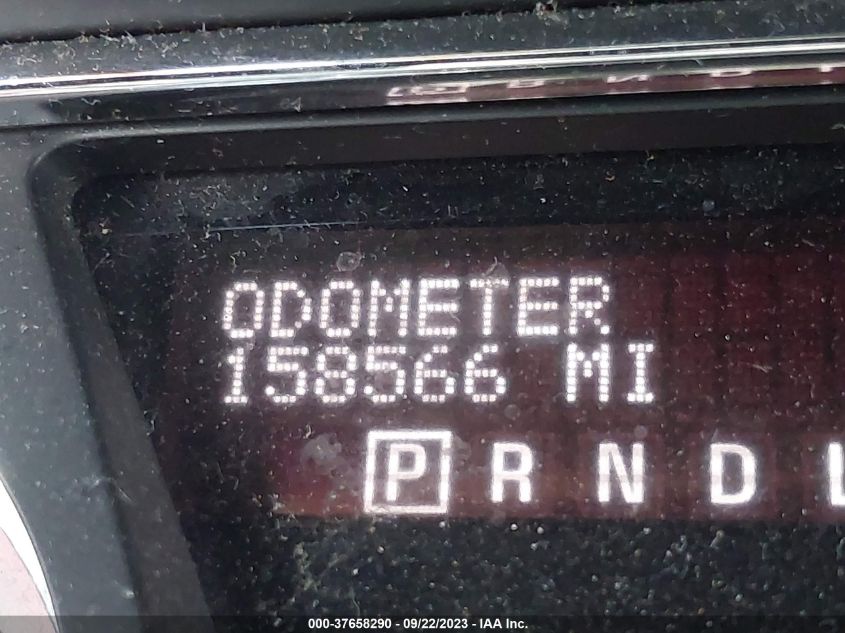 ODOMETER
158566 MI
P R N D L
000-37658290 - 09/22/2023 - IAA Inc.